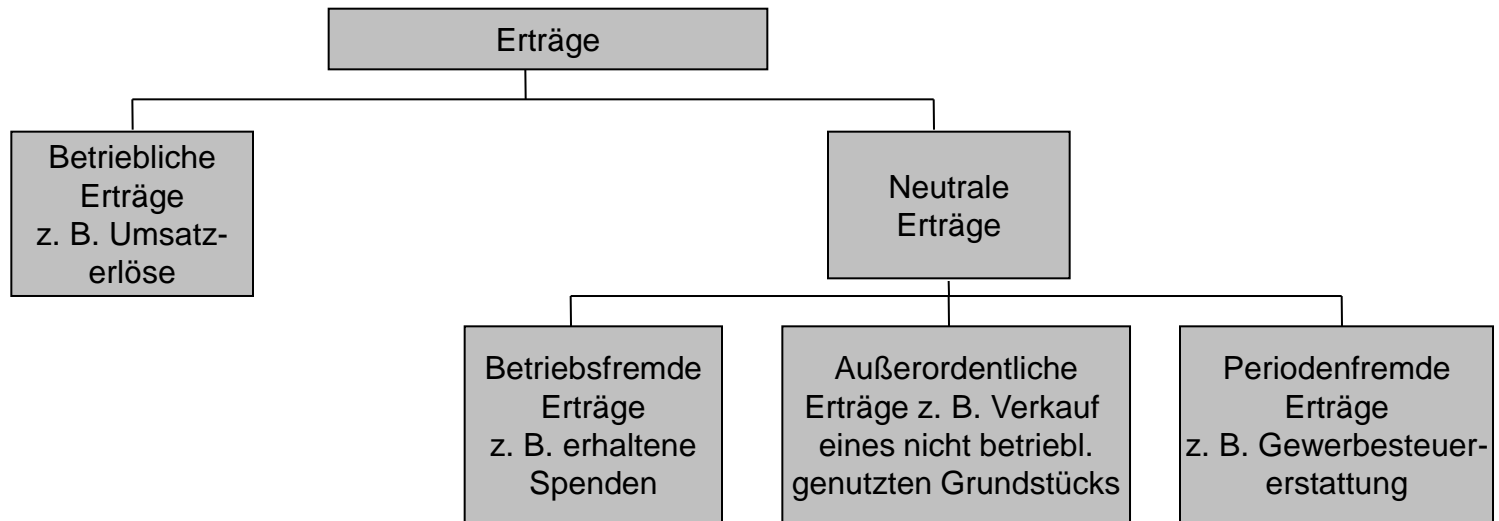 Erträge
Betriebliche
Erträge
z. B. Umsatz-
erlöse
Neutrale
Erträge
Betriebsfremde
Erträge
z. B. erhaltene
Spenden
Außerordentliche
Erträge z. B. Verkauf
eines nicht betriebl.
genutzten Grundstücks
Periodenfremde
Erträge
z. B. Gewerbesteuer-
erstattung